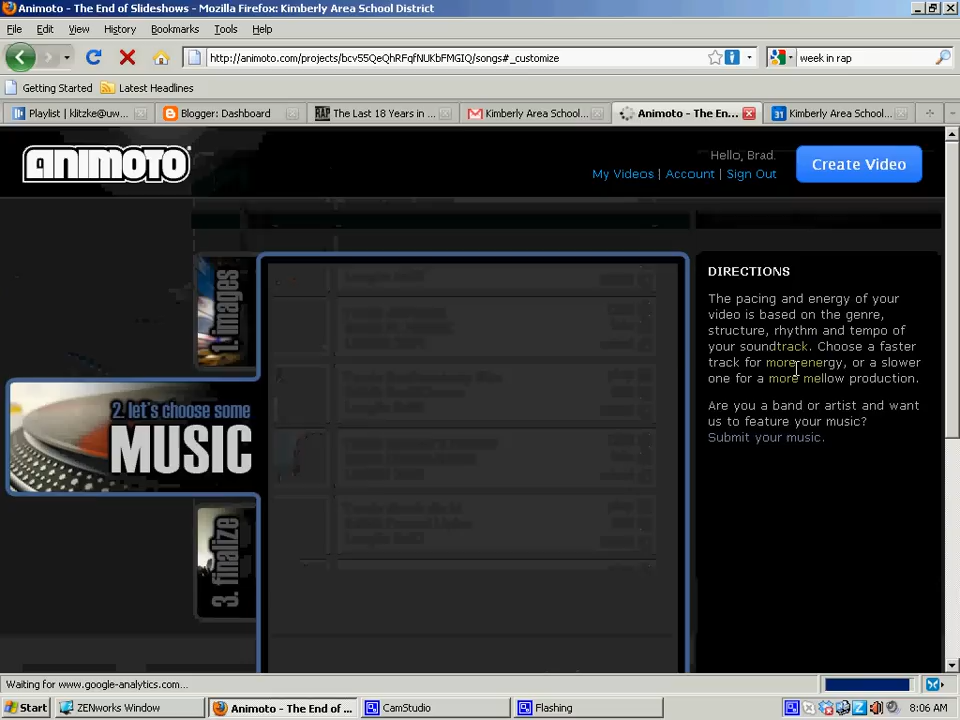 Animoto - The End of Slideshows - Mozilla Firefox: Kimberly Area School District
File Edit View History Bookmarks Tools Help
http://animoto.com/projects/bcv55QeQhRFqfNUKbFMGIQ/songs#_customize
week in rap
Getting Started Latest Headlines
Playlist | klitzke@uw...
Blogger: Dashboard
The Last 18 Years in ...
Kimberly Area School...
Animoto - The En...
Kimberly Area School...
ANIMOTO
Hello, Brad.
My Videos | Account | Sign Out
Create Video
1. images
2. let's choose some
MUSIC
3. finalize
DIRECTIONS
The pacing and energy of your
video is based on the genre,
structure, rhythm and tempo of
your soundtrack. Choose a faster
track for more energy, or a slower
one for a more mellow production.
Are you a band or artist and want
us to feature your music?
Submit your music.
Waiting for www.google-analytics.com...
Start
ZENworks Window
Animoto - The End of ...
CamStudio
Flashing
8:06 AM